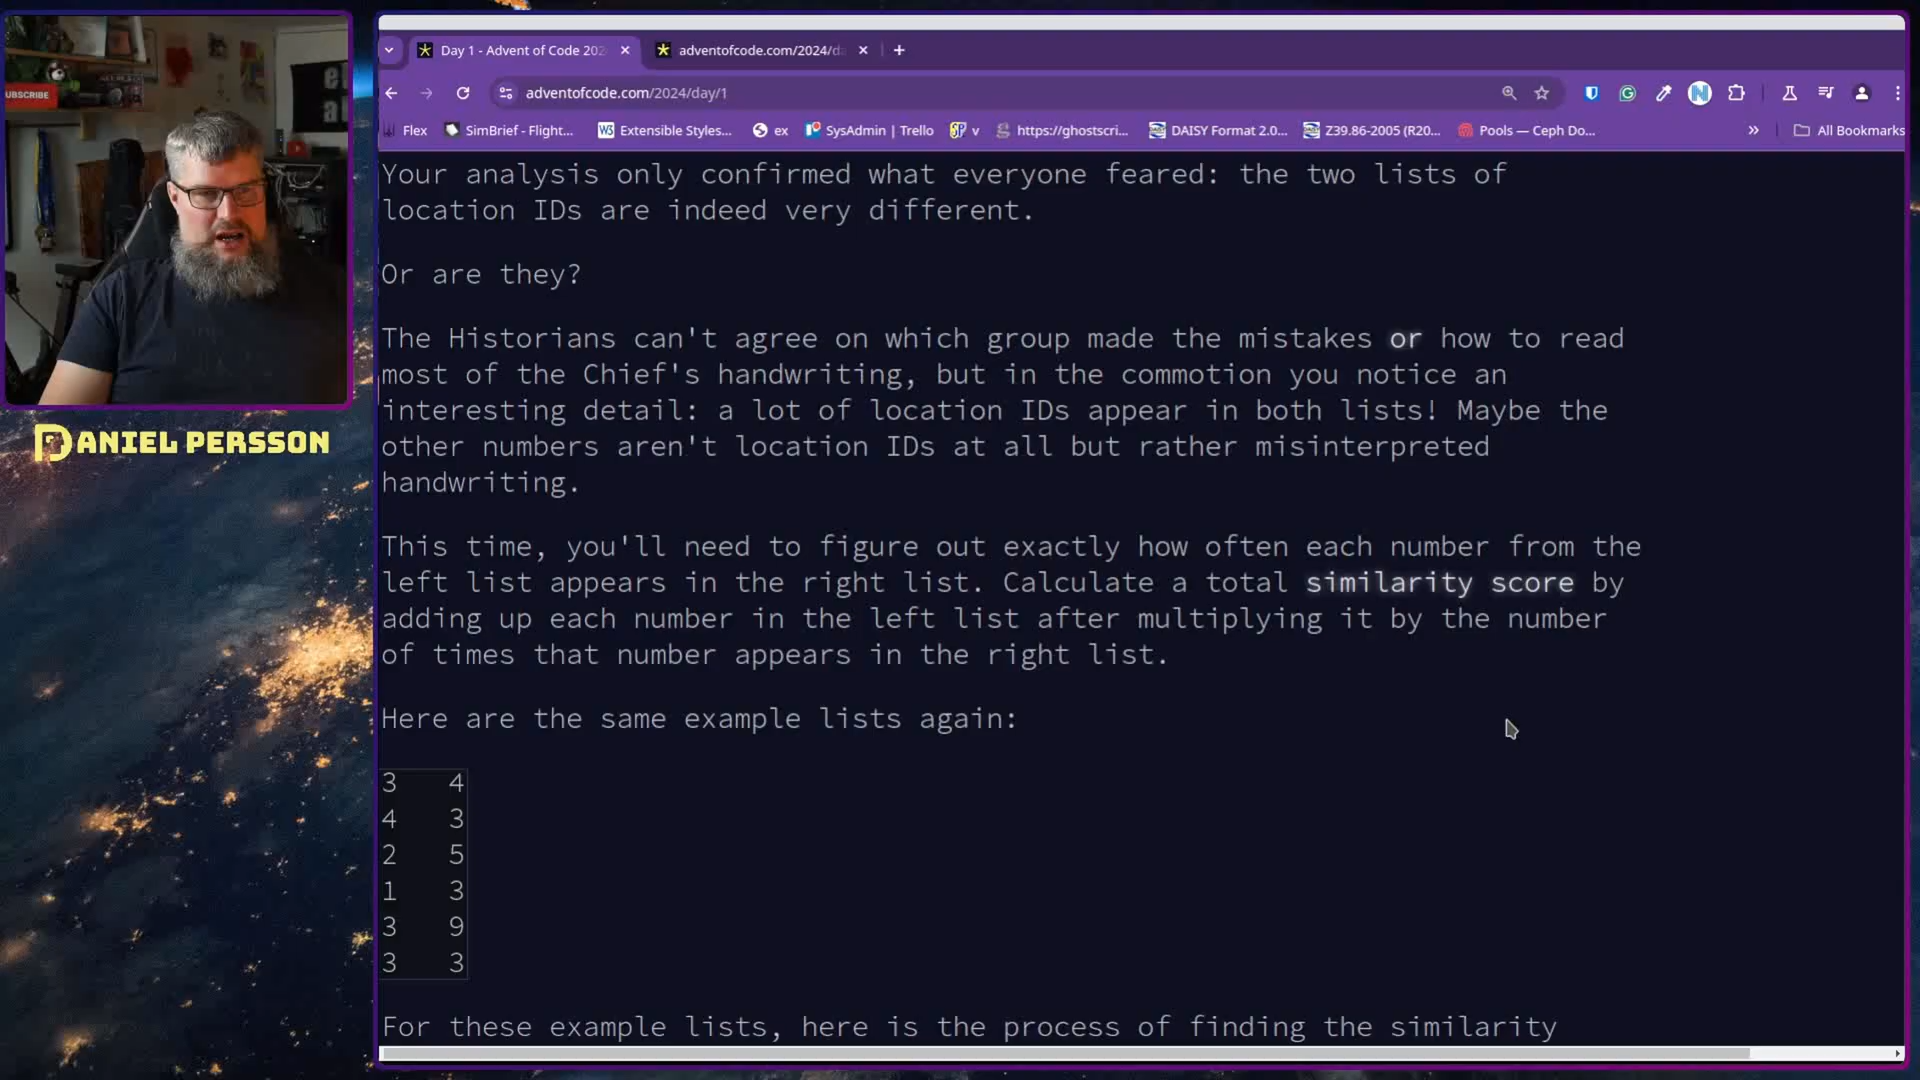 UBSCRIBE
DANIEL PERSSON
Day 1 - Advent of Code 202
adventofcode.com/2024/d
adventofcode.com/2024/day/1
Flex
SimBrief - Flight...
Extensible Styles...
ex
SysAdmin | Trello
v
https://ghostscri...
DAISY Format 2.0...
Z39.86-2005 (R20...
Pools — Ceph Do...
»
All Bookmarks
Your analysis only confirmed what everyone feared: the two lists of
location IDs are indeed very different.
Or are they?
The Historians can't agree on which group made the mistakes or how to read
most of the Chief's handwriting, but in the commotion you notice an
interesting detail: a lot of location IDs appear in both lists! Maybe the
other numbers aren't location IDs at all but rather misinterpreted
handwriting.
This time, you'll need to figure out exactly how often each number from the
left list appears in the right list. Calculate a total similarity score by
adding up each number in the left list after multiplying it by the number
of times that number appears in the right list.
Here are the same example lists again:
3 4
4 3
2 5
1 3
3 9
3 3
For these example lists, here is the process of finding the similarity